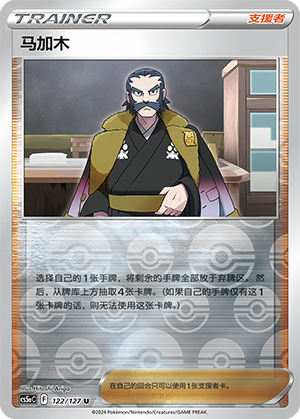 TRAINER
支援者
马加木
选择自己的1张手牌，将剩余的手牌全部放于弃牌区。然
后，从牌库上方抽取4张卡牌。（如果自己的手牌仅有这1
张卡牌的话，则无法使用这张卡牌。）
Illus. Hitoshi Ariga
CS5aC F 122/127 U
在自己的回合只可以使用1张支援者卡。
©2024 Pokémon/Nintendo/Creatures/GAME FREAK.